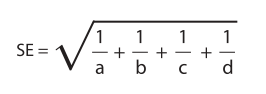 SE = √(1/a + 1/b + 1/c + 1/d)